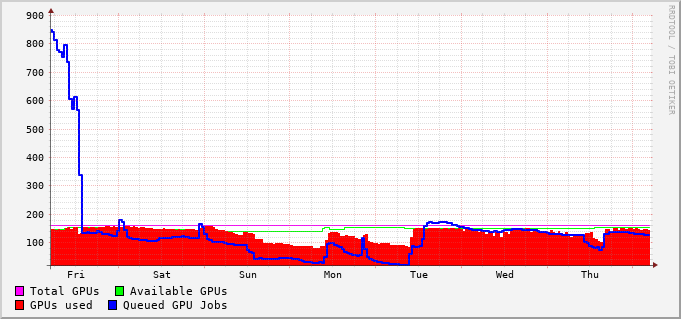 900
800
700
600
500
400
300
200
100
Fri Sat Sun Mon Tue Wed Thu
Total GPUs Available GPUs
GPUs used Queued GPU Jobs
RRDTOOL / TOBI OETIKER